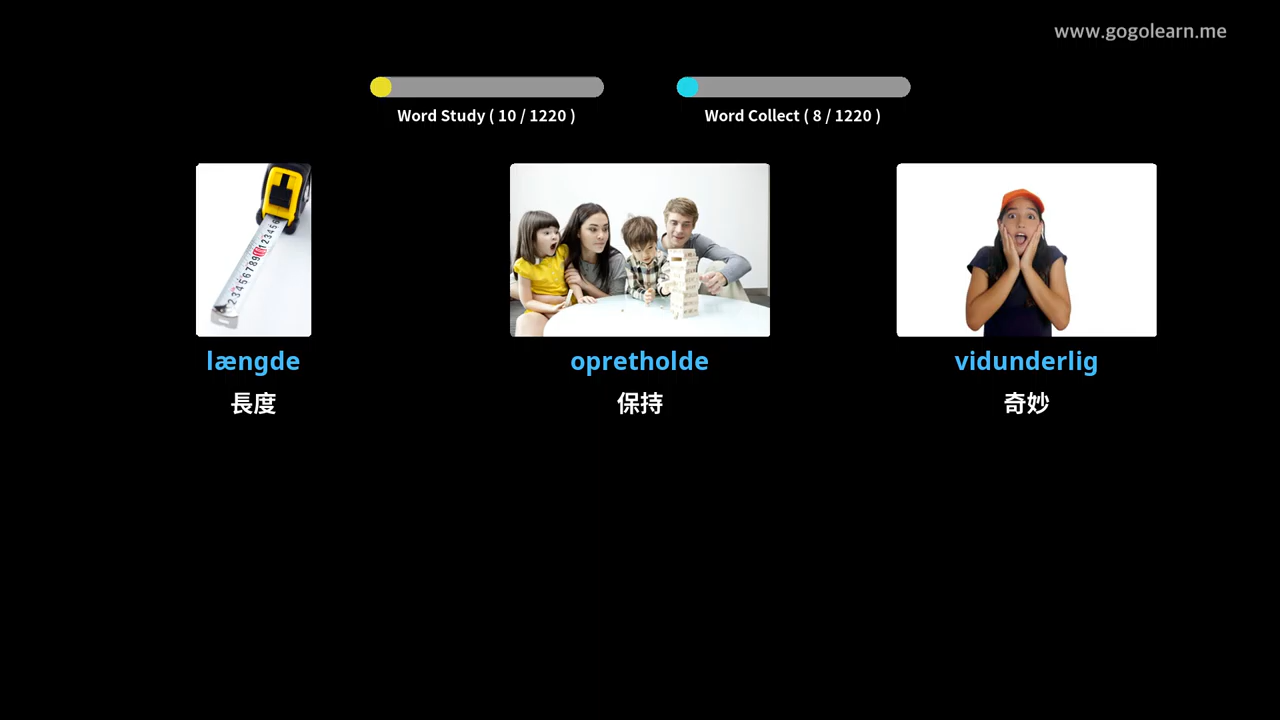 www.gogolearn.me
Word Study ( 10 / 1220 )
Word Collect ( 8 / 1220 )
længde
opretholde
vidunderlig
長度
保持
奇妙